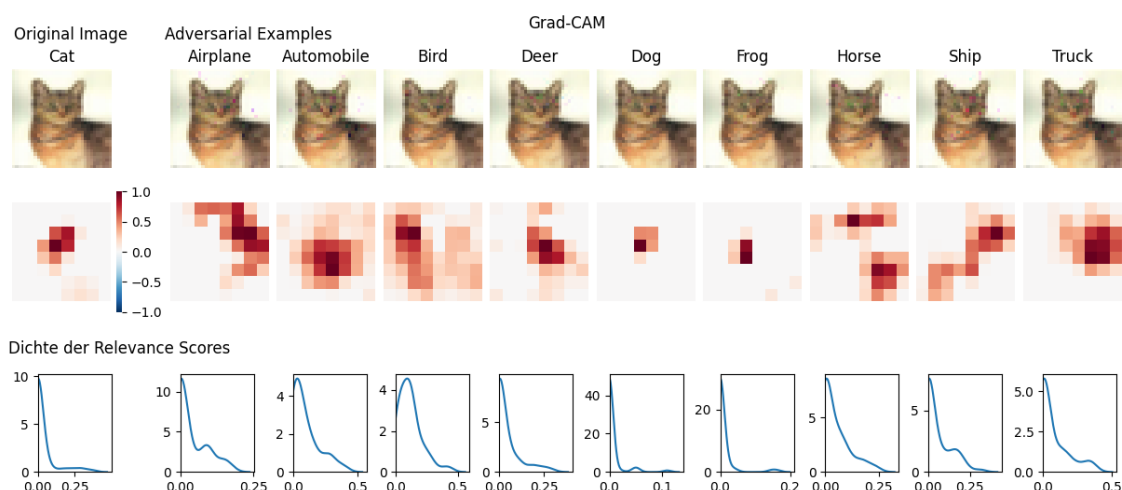 Grad-CAM
Original Image Adversarial Examples
Cat Airplane Automobile Bird Deer Dog Frog Horse Ship Truck
1.0
0.5
0.0
−0.5
−1.0
Dichte der Relevance Scores
10 5 0 0.00 0.25
10 5 0 0.00 0.25
4 2 0 0.0 0.5
4 2 0 0.0 0.5
5 0 0.00 0.25
40 20 0 0.0 0.1
20 0 0.0 0.2
5 0 0.00 0.25
5 0 0.0 0.5
5.0 2.5 0.0 0.0 0.5